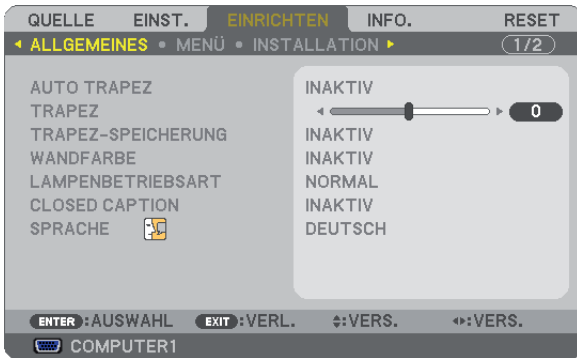 QUELLE EINST. EINRICHTEN INFO. RESET
ALLGEMEINES • MENÜ • INSTALLATION 1/2
AUTO TRAPEZ INAKTIV
TRAPEZ 0
TRAPEZ-SPEICHERUNG INAKTIV
WANDFARBE INAKTIV
LAMPENBETRIEBSART NORMAL
CLOSED CAPTION INAKTIV
SPRACHE DEUTSCH
ENTER :AUSWAHL EXIT :VERL. :VERS. :VERS.
COMPUTER1